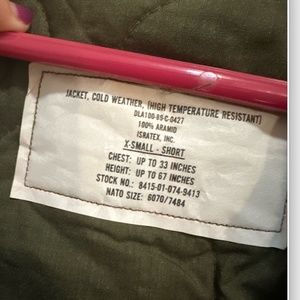 JACKET, COLD WEATHER, (HIGH TEMPERATURE RESISTANT)
DLA100-85-C-0427
100% ARAMID
ISRATEX, INC.
X-SMALL - SHORT
CHEST: UP TO 33 INCHES
HEIGHT: UP TO 67 INCHES
STOCK NO.: 8415-01-074-9413
NATO SIZE: 6070/7484